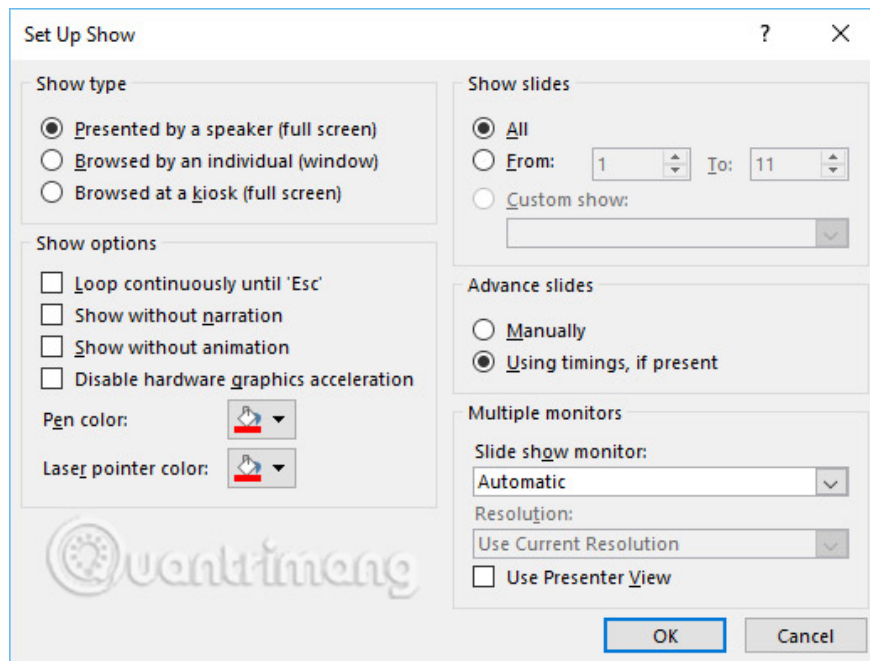 Set Up Show
Show type
Presented by a speaker (full screen)
Browsed by an individual (window)
Browsed at a kiosk (full screen)
Show options
Loop continuously until 'Esc'
Show without narration
Show without animation
Disable hardware graphics acceleration
Pen color:
Laser pointer color:
Quantrimang
Show slides
All
From: 1 To: 11
Custom show:
Advance slides
Manually
Using timings, if present
Multiple monitors
Slide show monitor:
Automatic
Resolution:
Use Current Resolution
Use Presenter View
OK Cancel